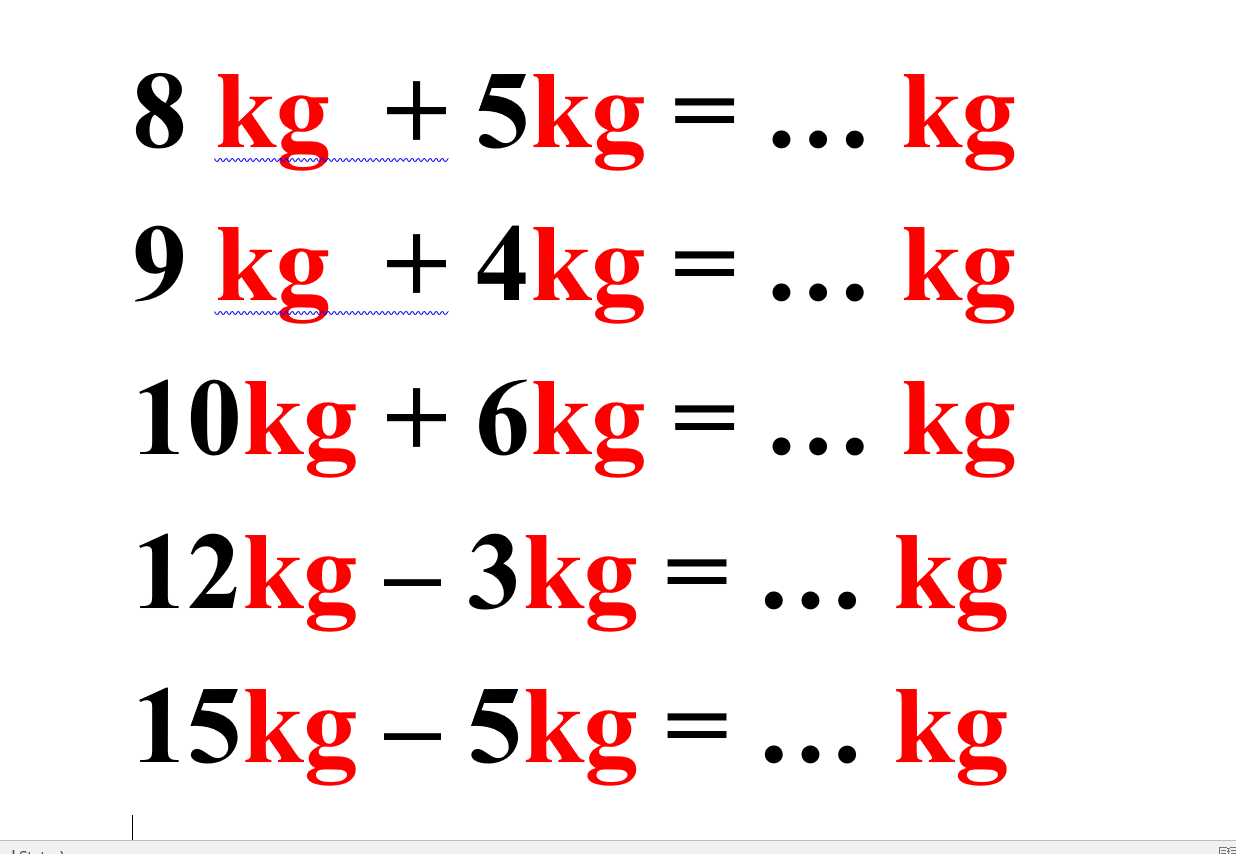 8 kg + 5kg = … kg
9 kg + 4kg = … kg
10kg + 6kg = … kg
12kg – 3kg = … kg
15kg – 5kg = … kg